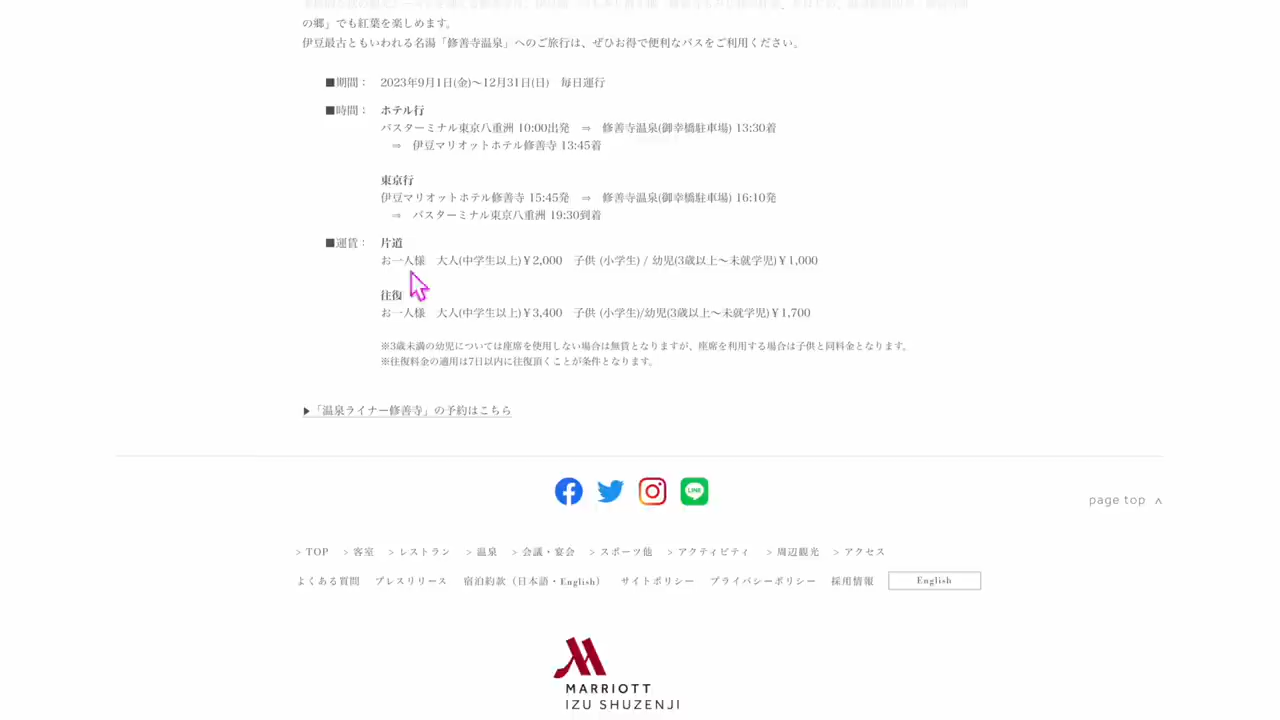 の郷」でも紅葉を楽しめます。
伊豆最古ともいわれる名湯「修善寺温泉」へのご旅行は、ぜひお得で便利なバスをご利用ください。
■期間： 2023年9月1日(金)～12月31日(日) 毎日運行
■時間： ホテル行
バスターミナル東京八重洲 10:00出発 ⇒ 修善寺温泉(御幸橋駐車場) 13:30着
⇒ 伊豆マリオットホテル修善寺 13:45着
東京行
伊豆マリオットホテル修善寺 15:45発 ⇒ 修善寺温泉(御幸橋駐車場) 16:10発
⇒ バスターミナル東京八重洲 19:30到着
■運賃： 片道
お一人様 大人(中学生以上)￥2,000 子供 (小学生) / 幼児(3歳以上～未就学児)￥1,000
往復
お一人様 大人(中学生以上)￥3,400 子供 (小学生)/幼児(3歳以上～未就学児)￥1,700
※3歳未満の幼児については座席を使用しない場合は無賃となりますが、座席を利用する場合は子供と同料金となります。
※往復料金の適用は7日以内に往復頂くことが条件となります。
▶「温泉ライナー修善寺」の予約はこちら
LINE
page top ∧
> TOP > 客室 > レストラン > 温泉 > 会議・宴会 > スポーツ他 > アクティビティ > 周辺観光 > アクセス
よくある質問 プレスリリース 宿泊約款（日本語・English） サイトポリシー プライバシーポリシー 採用情報 English
MARRIOTT
IZU SHUZENJI